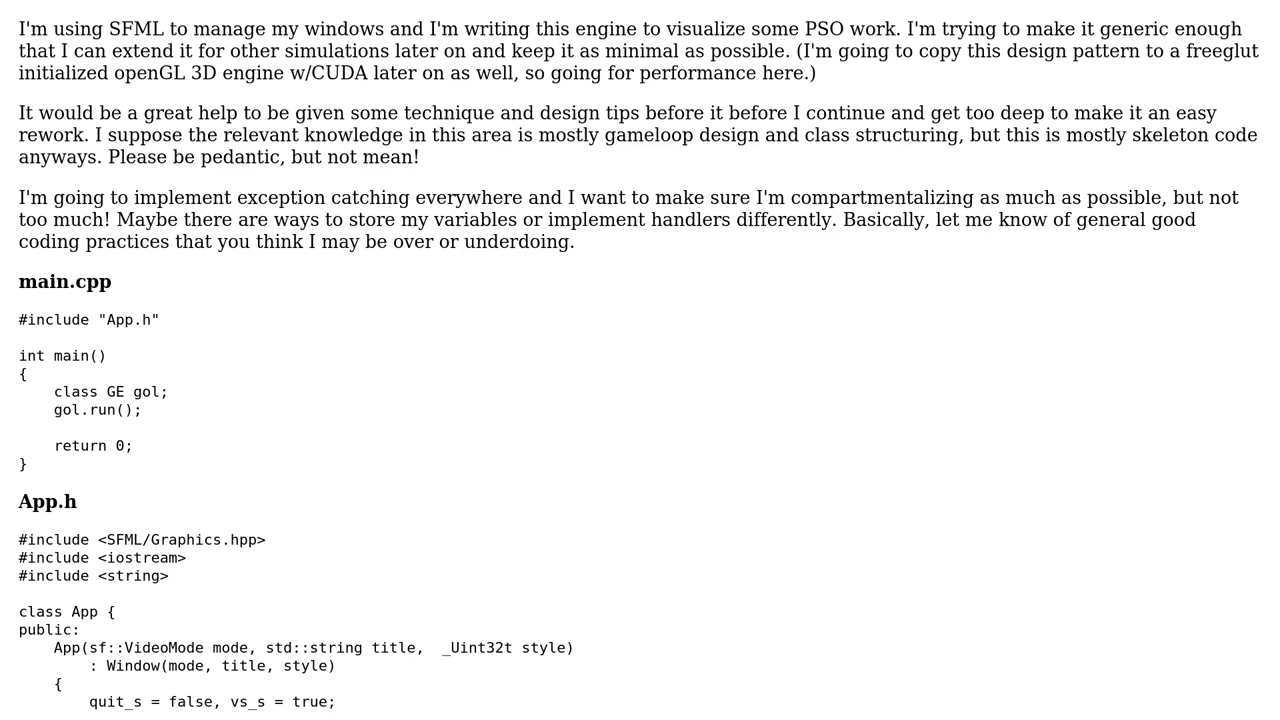 I'm using SFML to manage my windows and I'm writing this engine to visualize some PSO work. I'm trying to make it generic enough
that I can extend it for other simulations later on and keep it as minimal as possible. (I'm going to copy this design pattern to a freeglut
initialized openGL 3D engine w/CUDA later on as well, so going for performance here.)
It would be a great help to be given some technique and design tips before it before I continue and get too deep to make it an easy
rework. I suppose the relevant knowledge in this area is mostly gameloop design and class structuring, but this is mostly skeleton code
anyways. Please be pedantic, but not mean!
I'm going to implement exception catching everywhere and I want to make sure I'm compartmentalizing as much as possible, but not
too much! Maybe there are ways to store my variables or implement handlers differently. Basically, let me know of general good
coding practices that you think I may be over or underdoing.
main.cpp
#include "App.h"
int main()
{
    class GE gol;
    gol.run();
    return 0;
}
App.h
#include <SFML/Graphics.hpp>
#include <iostream>
#include <string>
class App {
public:
    App(sf::VideoMode mode, std::string title,  _Uint32t style)
        : Window(mode, title, style)
    {
        quit_s = false, vs_s = true;